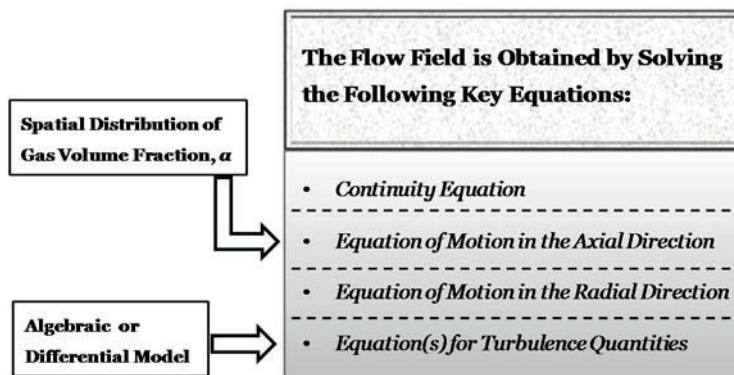 The Flow Field is Obtained by Solving
the Following Key Equations:
Spatial Distribution of
Gas Volume Fraction, α
• Continuity Equation
• Equation of Motion in the Axial Direction
• Equation of Motion in the Radial Direction
Algebraic or
Differential Model
• Equation(s) for Turbulence Quantities